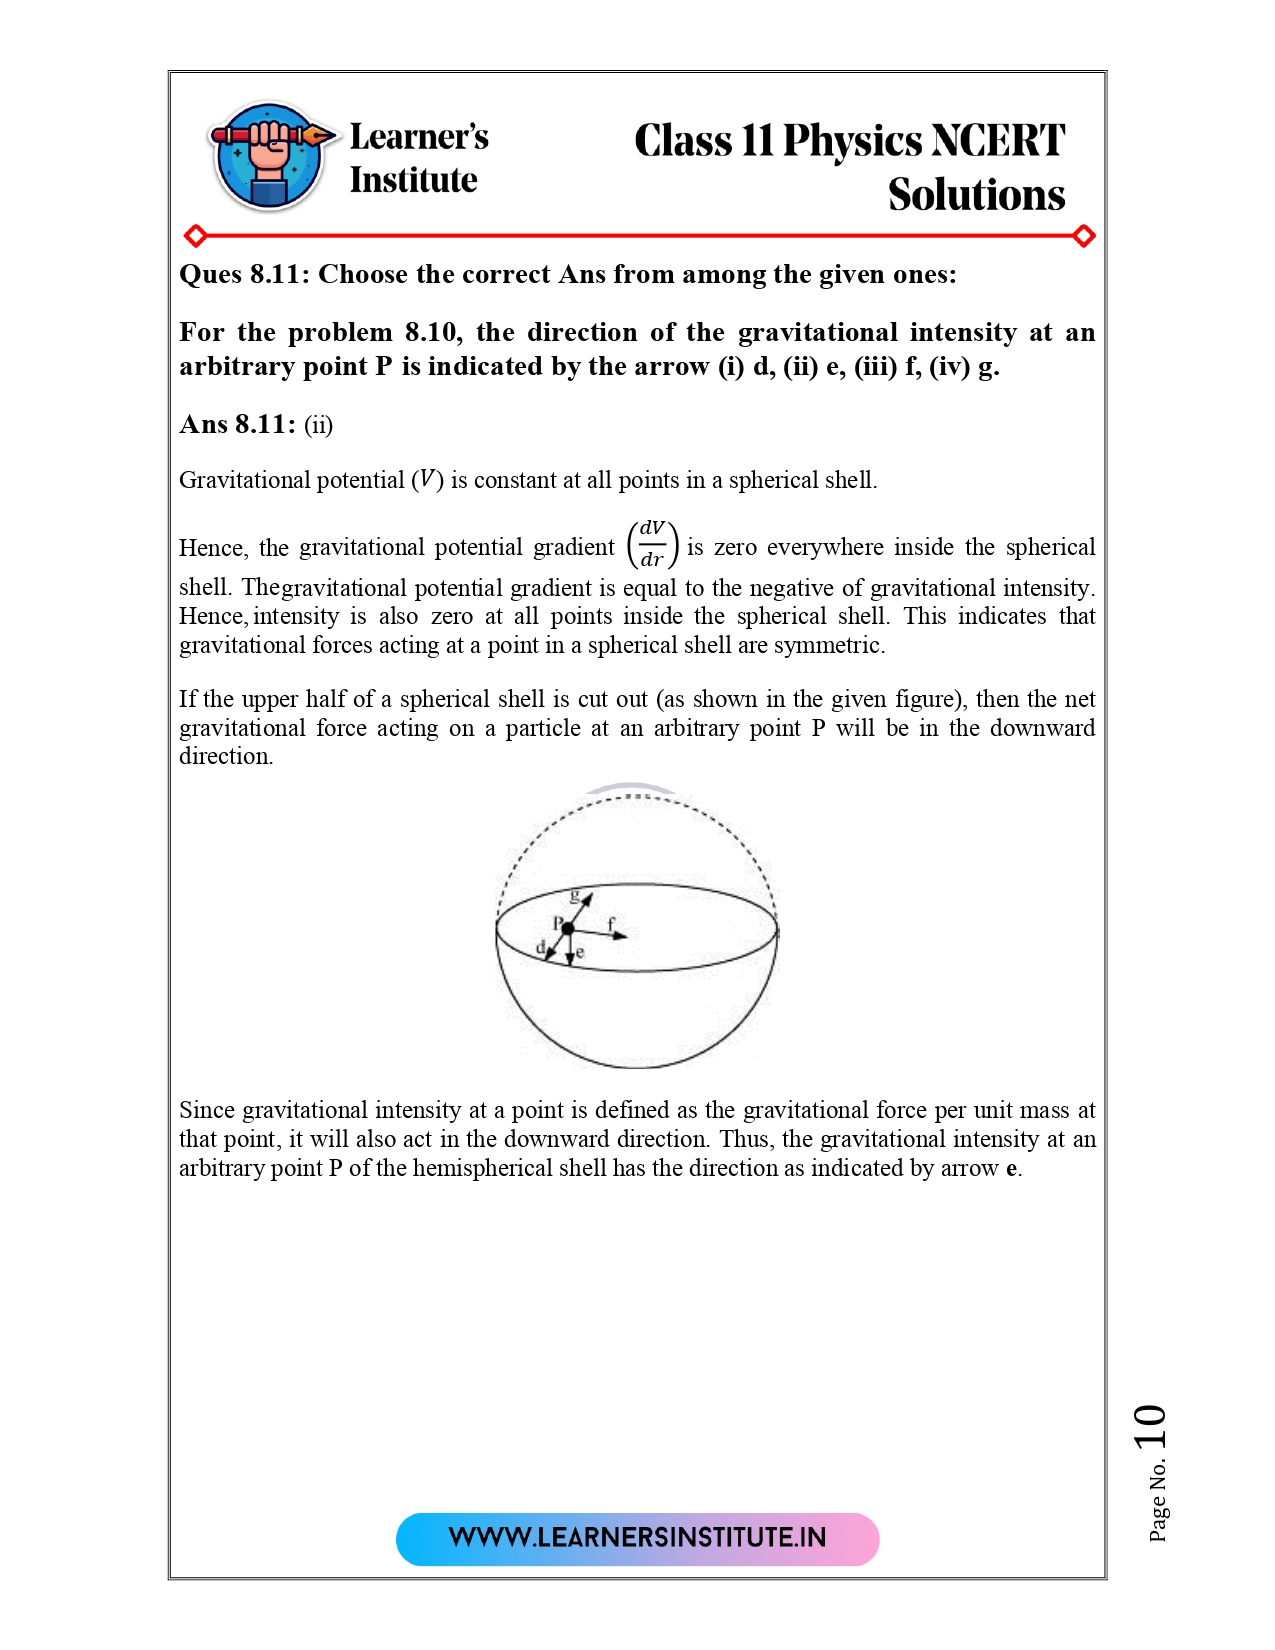 Learner's
Institute
Class 11 Physics NCERT
Solutions
Ques 8.11: Choose the correct Ans from among the given ones:
For the problem 8.10, the direction of the gravitational intensity at an
arbitrary point P is indicated by the arrow (i) d, (ii) e, (iii) f, (iv) g.
Ans 8.11: (ii)
Gravitational potential (V) is constant at all points in a spherical shell.
Hence, the gravitational potential gradient (dV/dr) is zero everywhere inside the spherical
shell. Thegravitational potential gradient is equal to the negative of gravitational intensity.
Hence, intensity is also zero at all points inside the spherical shell. This indicates that
gravitational forces acting at a point in a spherical shell are symmetric.
If the upper half of a spherical shell is cut out (as shown in the given figure), then the net
gravitational force acting on a particle at an arbitrary point P will be in the downward
direction.
g
P
f
d
e
Since gravitational intensity at a point is defined as the gravitational force per unit mass at
that point, it will also act in the downward direction. Thus, the gravitational intensity at an
arbitrary point P of the hemispherical shell has the direction as indicated by arrow e.
Page No. 10
WWW.LEARNERSINSTITUTE.IN